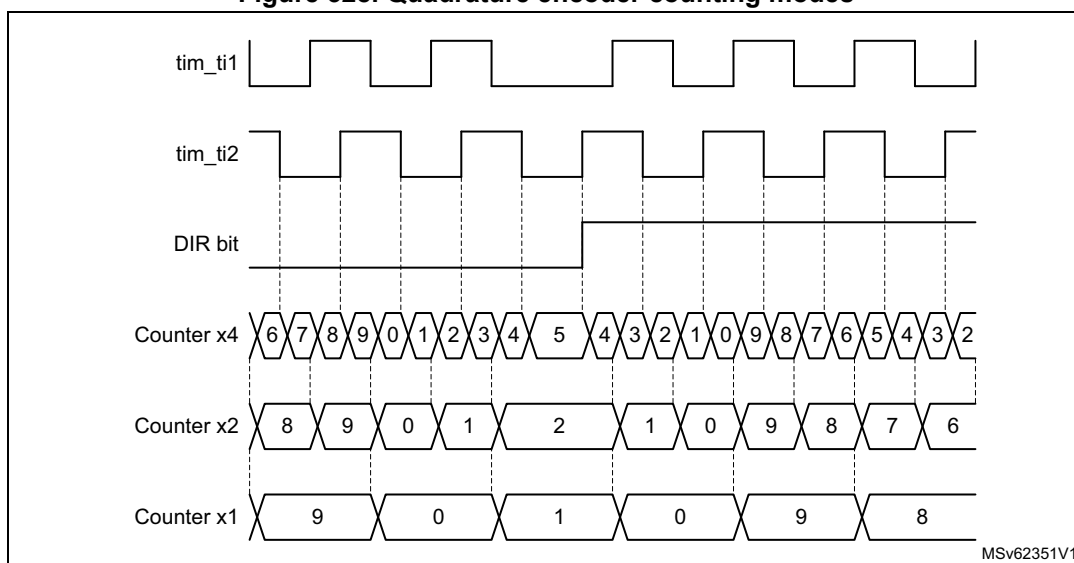 Figure Quadrature encoder counting modes
tim_ti1
tim_ti2
DIR bit
Counter x4 6 7 8 9 0 1 2 3 4 5 4 3 2 1 0 9 8 7 6 5 4 3 2
Counter x2 8 9 0 1 2 1 0 9 8 7 6
Counter x1 9 0 1 0 9 8
MSv62351V1